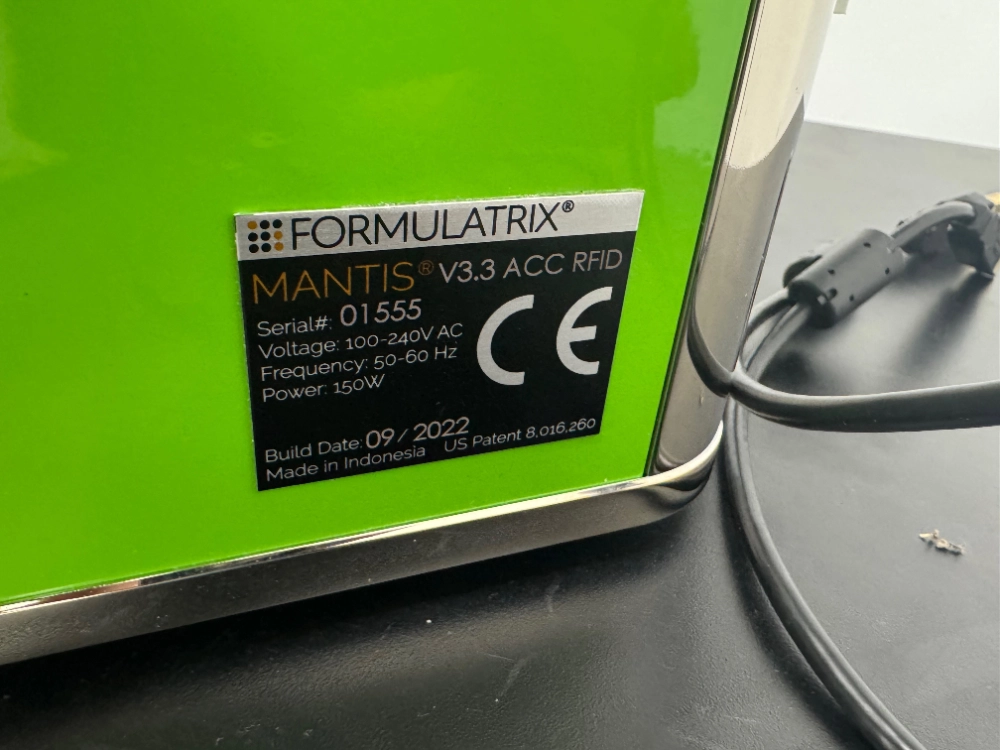 FORMULATRIX®
MANTIS® V3.3 ACC RFID
Serial#: 01555
Voltage: 100-240V AC
Frequency: 50-60 Hz
Power: 150W
CE
Build Date: 09/2022
Made in Indonesia US Patent 8,016,260